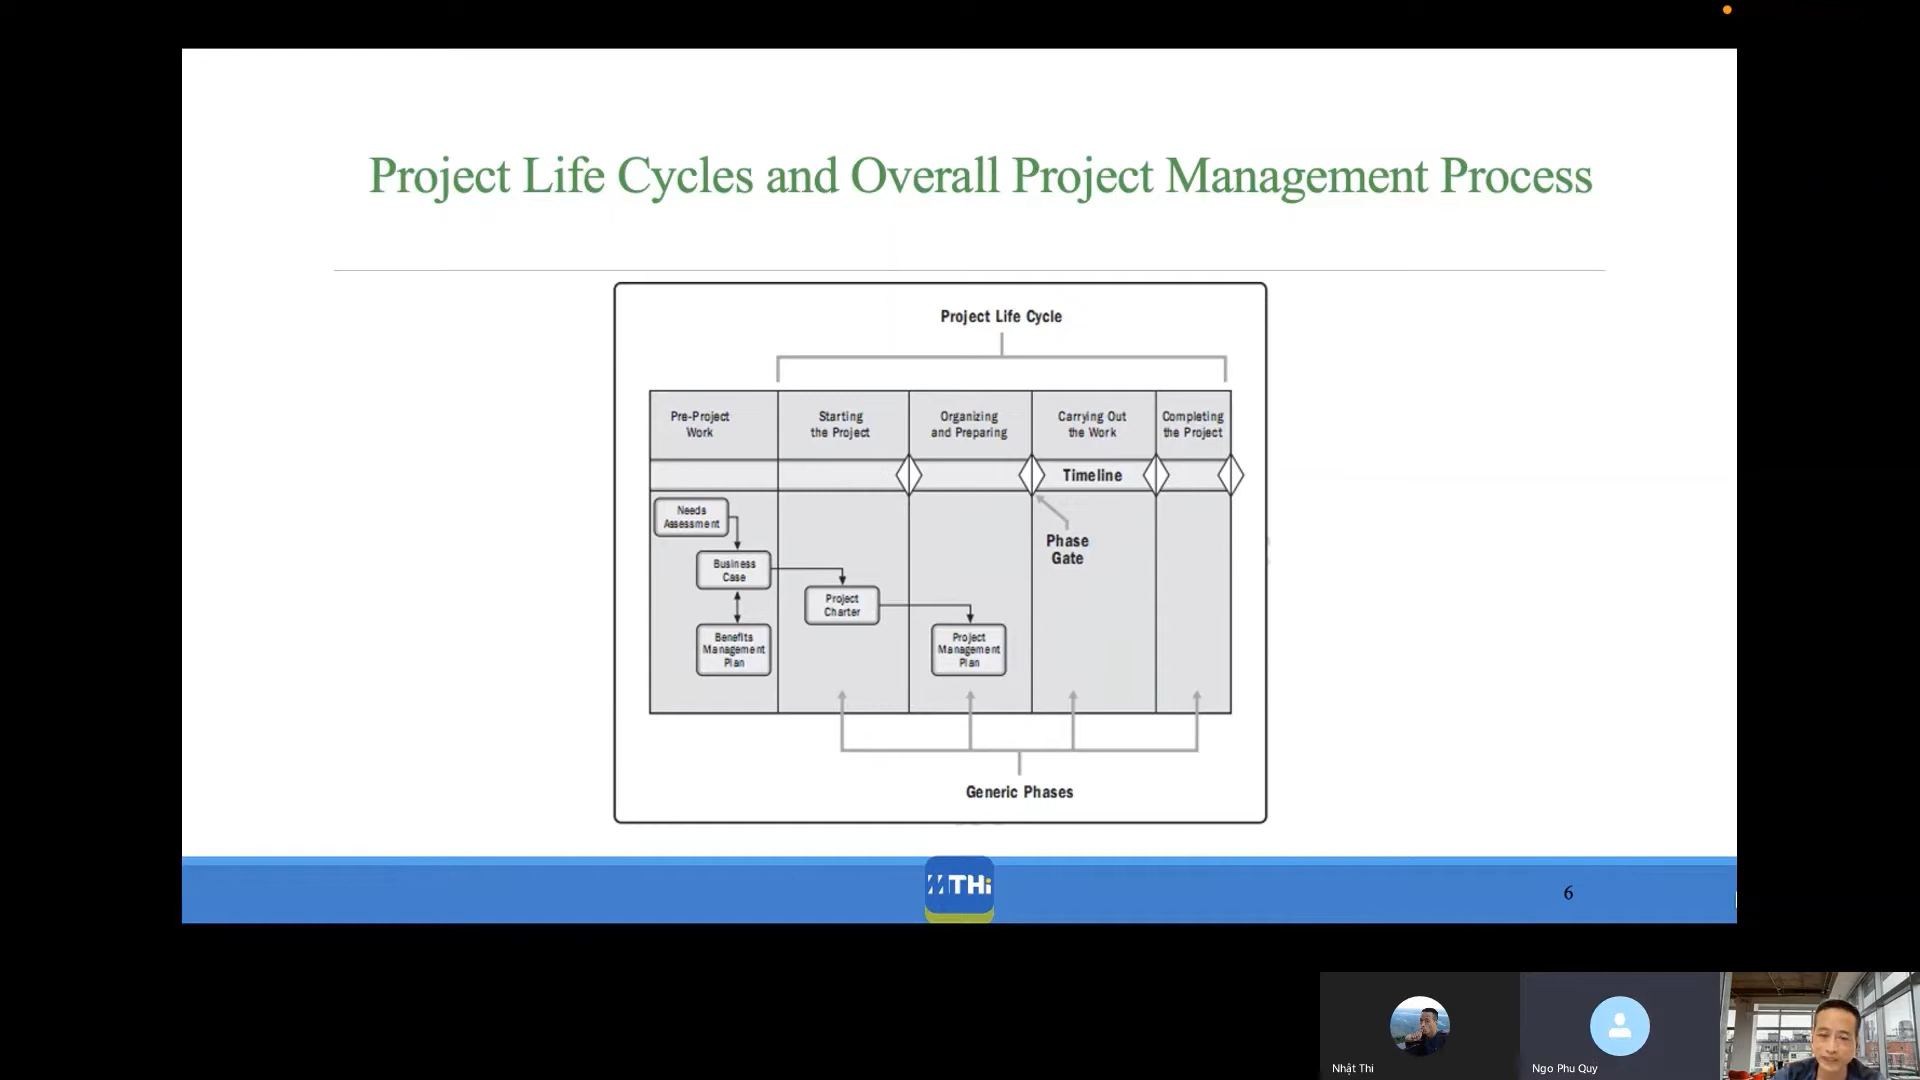 Project Life Cycles and Overall Project Management Process
Project Life Cycle
Pre-Project
Work
Starting
the Project
Organizing
and Preparing
Carrying Out
the Work
Completing
the Project
Timeline
Needs
Assessment
Business
Case
Benefits
Management
Plan
Project
Charter
Project
Management
Plan
Phase
Gate
Generic Phases
THi
6
Nhật Thi
Ngo Phu Quy